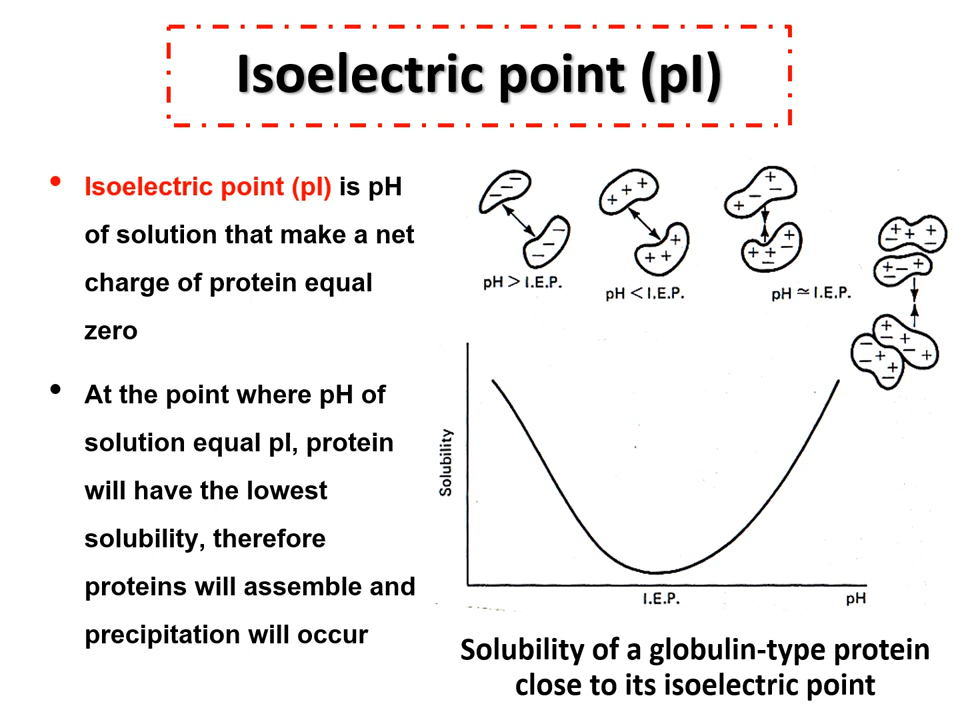 Isoelectric point (pI)
• Isoelectric point (pI) is pH
of solution that make a net
charge of protein equal
zero
• At the point where pH of
solution equal pI, protein
will have the lowest
solubility, therefore
proteins will assemble and
precipitation will occur
pH > I.E.P.
pH < I.E.P.
pH ≃ I.E.P.
Solubility
I.E.P.
pH
Solubility of a globulin-type protein
close to its isoelectric point